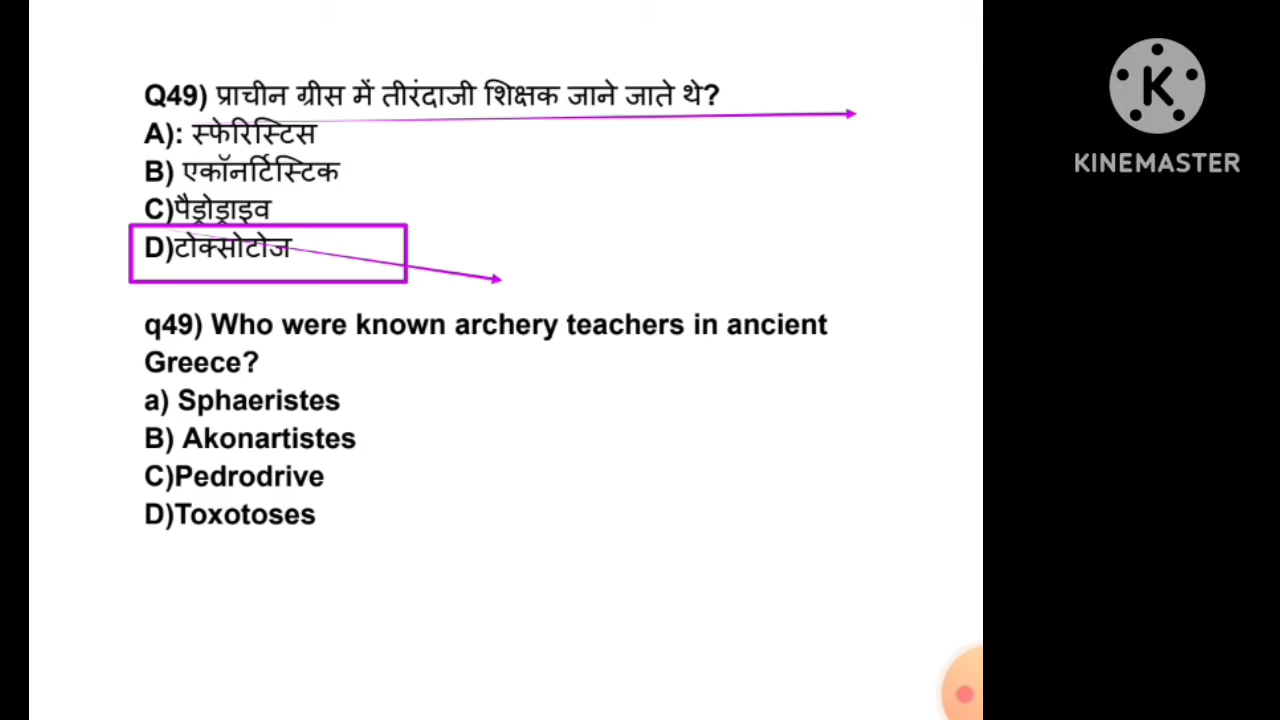 Q49) प्राचीन ग्रीस में तीरंदाजी शिक्षक जाने जाते थे?
A): स्फेरिस्टिस
B) एकॉनर्टिस्टिक
C)पैड्रोड्राइव
D)टोक्सोटोज
q49) Who were known archery teachers in ancient
Greece?
a) Sphaeristes
B) Akonartistes
C)Pedrodrive
D)Toxotoses
K
KINEMASTER